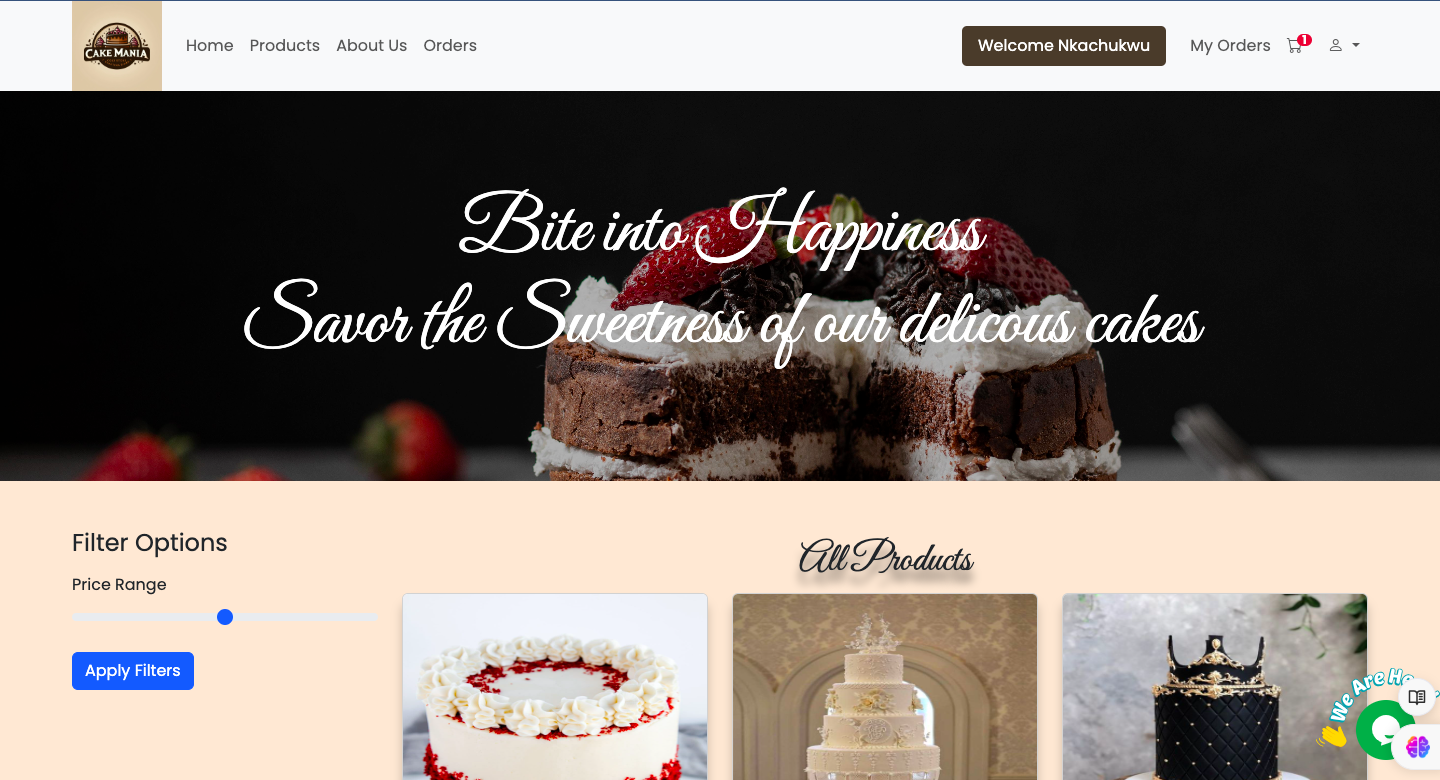 CAKE MANIA
Home Products About Us Orders
Welcome Nkachukwu
My Orders
1
Bite into Happiness
Savor the Sweetness of our delicous cakes
Filter Options
All Products
Price Range
Apply Filters
We Are He